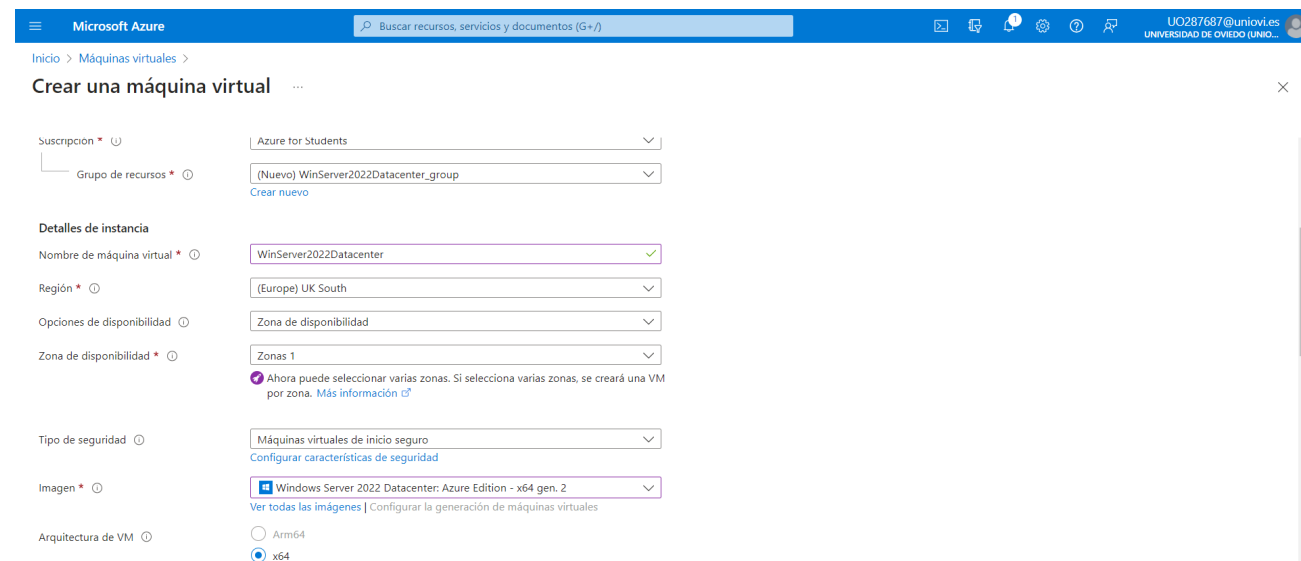 Microsoft Azure
Buscar recursos, servicios y documentos (G+/)
1
UO287687@uniovi.es
UNIVERSIDAD DE OVIEDO (UNIO...
Inicio > Máquinas virtuales >
Crear una máquina virtual ...
Suscripción * Azure for Students
Grupo de recursos * (Nuevo) WinServer2022Datacenter_group
Crear nuevo
Detalles de instancia
Nombre de máquina virtual * WinServer2022Datacenter
Región * (Europe) UK South
Opciones de disponibilidad Zona de disponibilidad
Zona de disponibilidad * Zonas 1
Ahora puede seleccionar varias zonas. Si selecciona varias zonas, se creará una VM
por zona. Más información
Tipo de seguridad Máquinas virtuales de inicio seguro
Configurar características de seguridad
Imagen * Windows Server 2022 Datacenter: Azure Edition - x64 gen. 2
Ver todas las imágenes | Configurar la generación de máquinas virtuales
Arquitectura de VM Arm64
x64